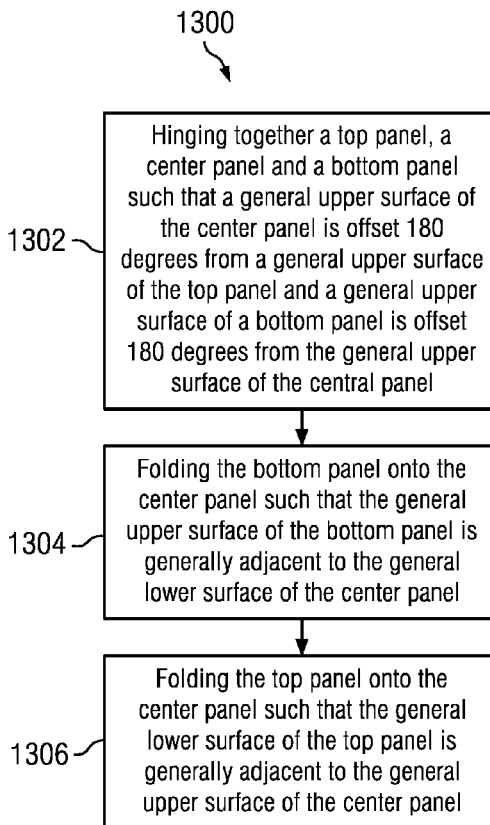 1300
1302
Hinging together a top panel, a
center panel and a bottom panel
such that a general upper surface of
the center panel is offset 180
degrees from a general upper surface
of the top panel and a general upper
surface of a bottom panel is offset
180 degrees from the general upper
surface of the central panel
1304
Folding the bottom panel onto the
center panel such that the general
upper surface of the bottom panel is
generally adjacent to the general
lower surface of the center panel
1306
Folding the top panel onto the
center panel such that the general
lower surface of the top panel is
generally adjacent to the general
upper surface of the center panel